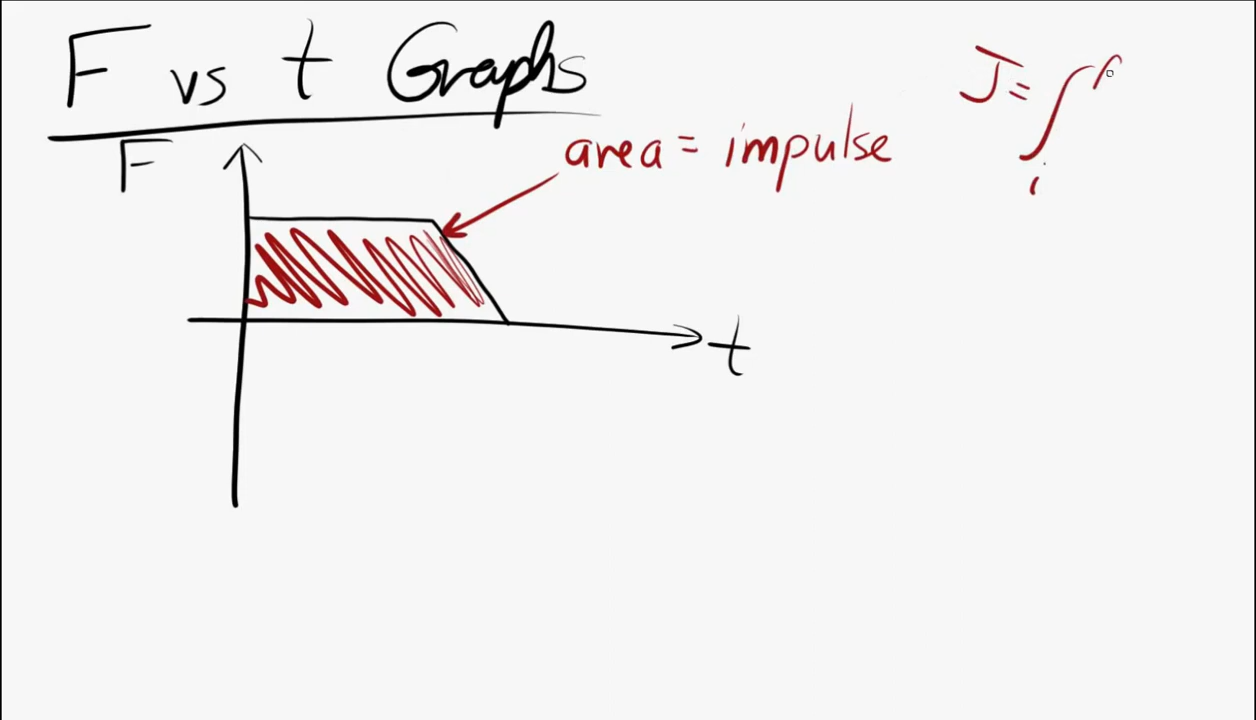 F vs t Graphs
J = ∫
i
F
area = impulse
t